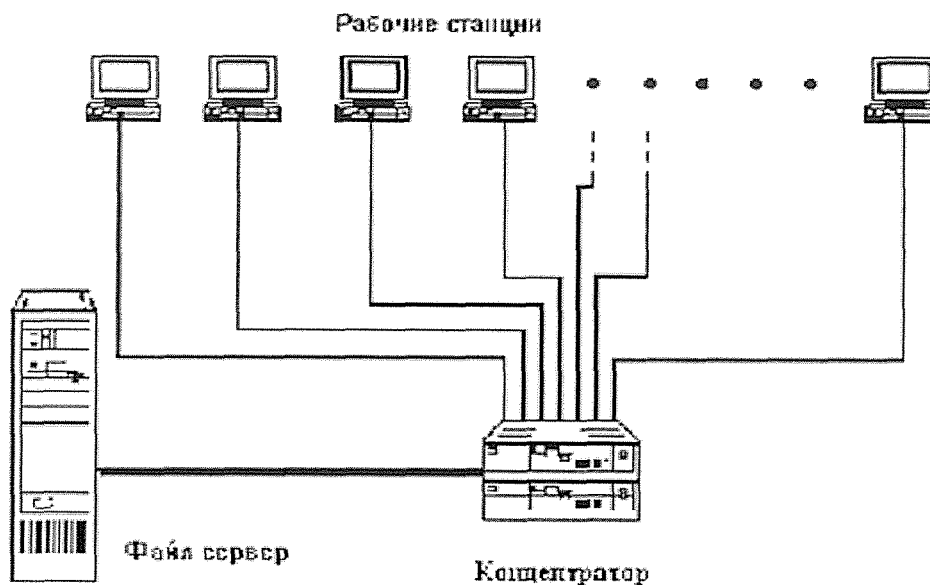 Рабочие станции
Файл сервер
Концентратор